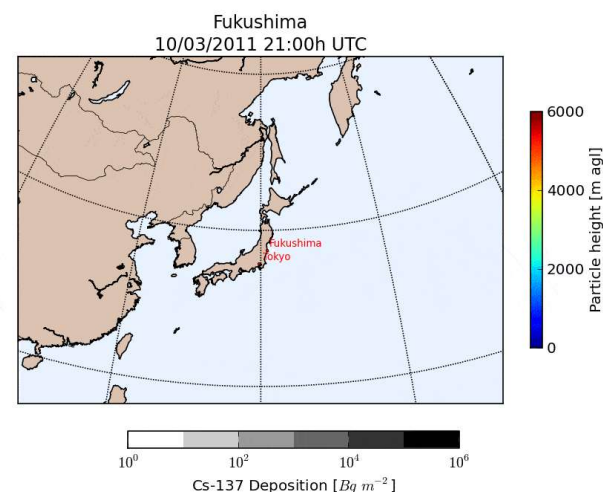 Fukushima
10/03/2011 21:00h UTC
Fukushima
okyo
6000
4000
2000
0
Particle height [m agl]
10^0 10^2 10^4 10^6
Cs-137 Deposition [Bq m^-2]